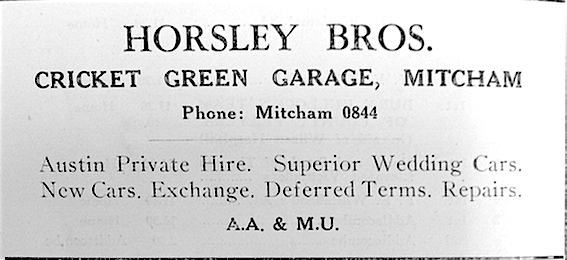 HORSLEY BROS.
CRICKET GREEN GARAGE, MITCHAM
Phone: Mitcham 0844
Austin Private Hire. Superior Wedding Cars.
New Cars. Exchange. Deferred Terms. Repairs.
A.A. & M.U.